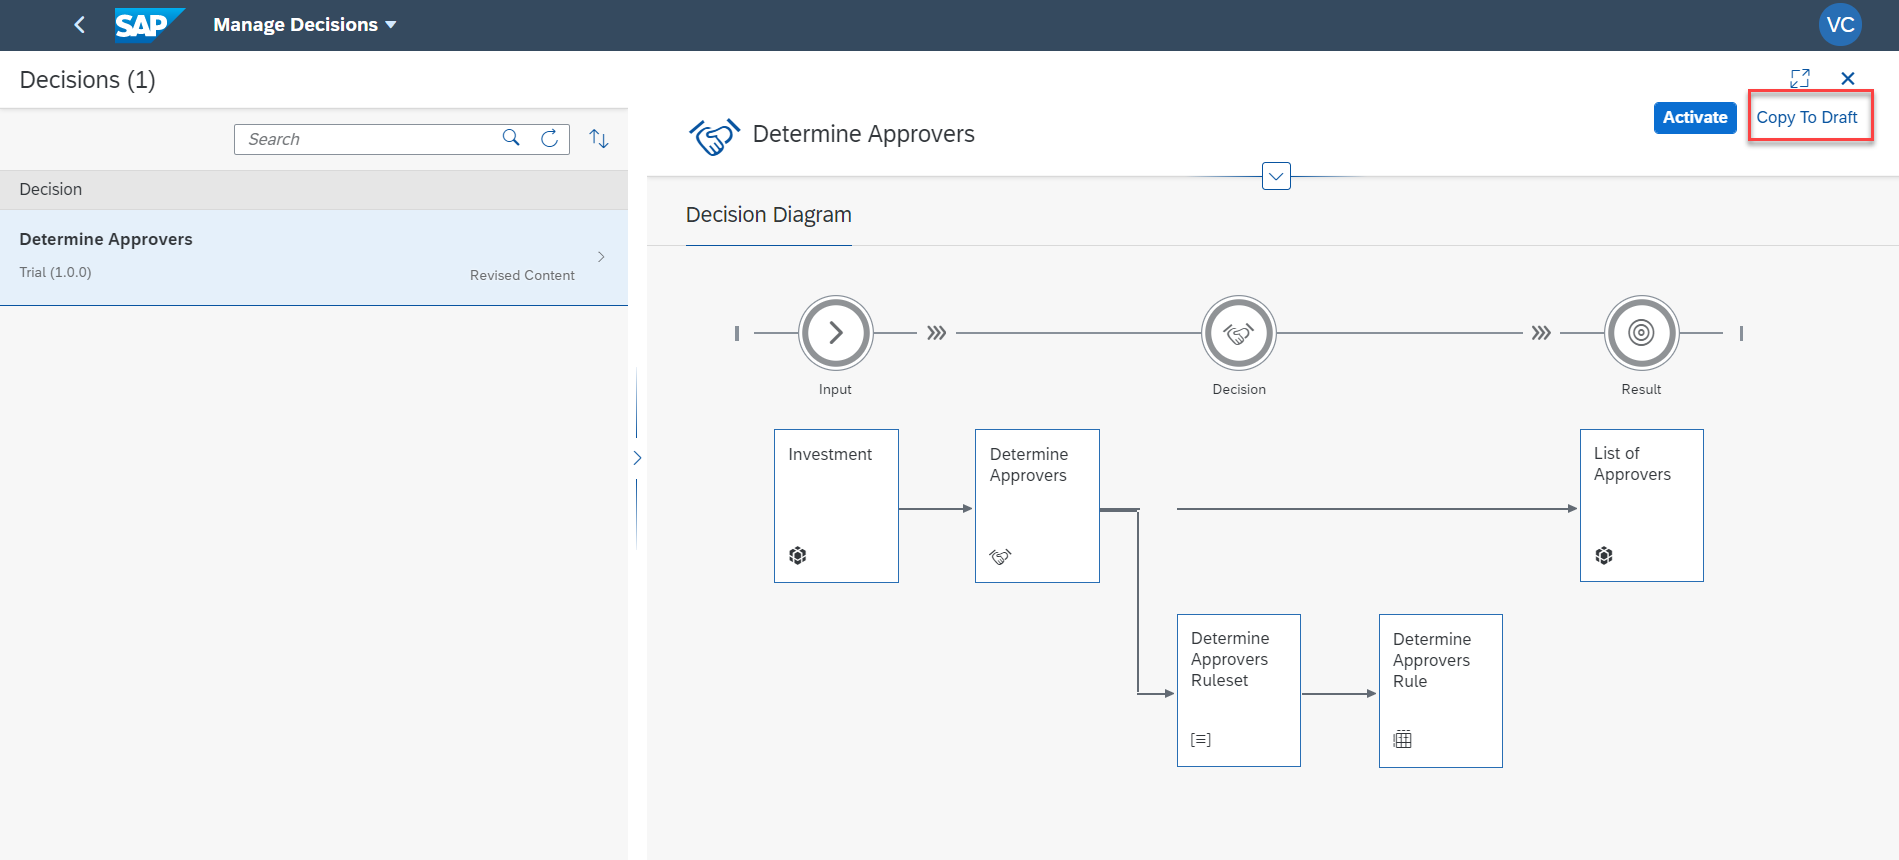 SAP
Manage Decisions
VC
Decisions (1)
Search
Decision
Determine Approvers
Trial (1.0.0)
Revised Content
Determine Approvers
Activate
Copy To Draft
Decision Diagram
Input
Decision
Result
Investment
Determine
Approvers
List of
Approvers
Determine
Approvers
Ruleset
Determine
Approvers
Rule